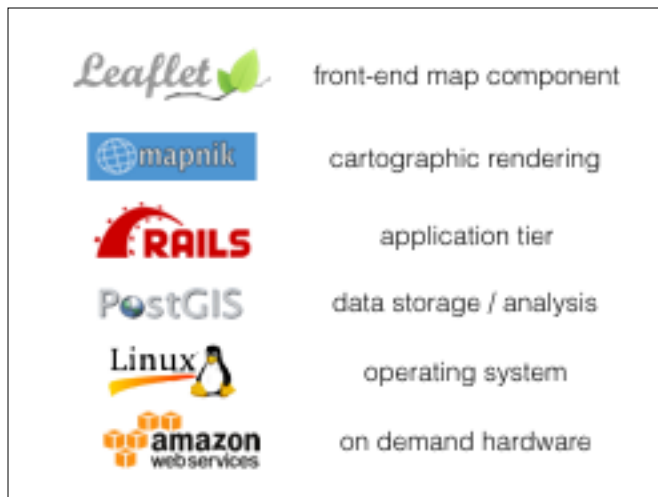 Leaflet front-end map component
mapnik cartographic rendering
RAILS application tier
PostGIS data storage / analysis
Linux operating system
amazon webservices on demand hardware